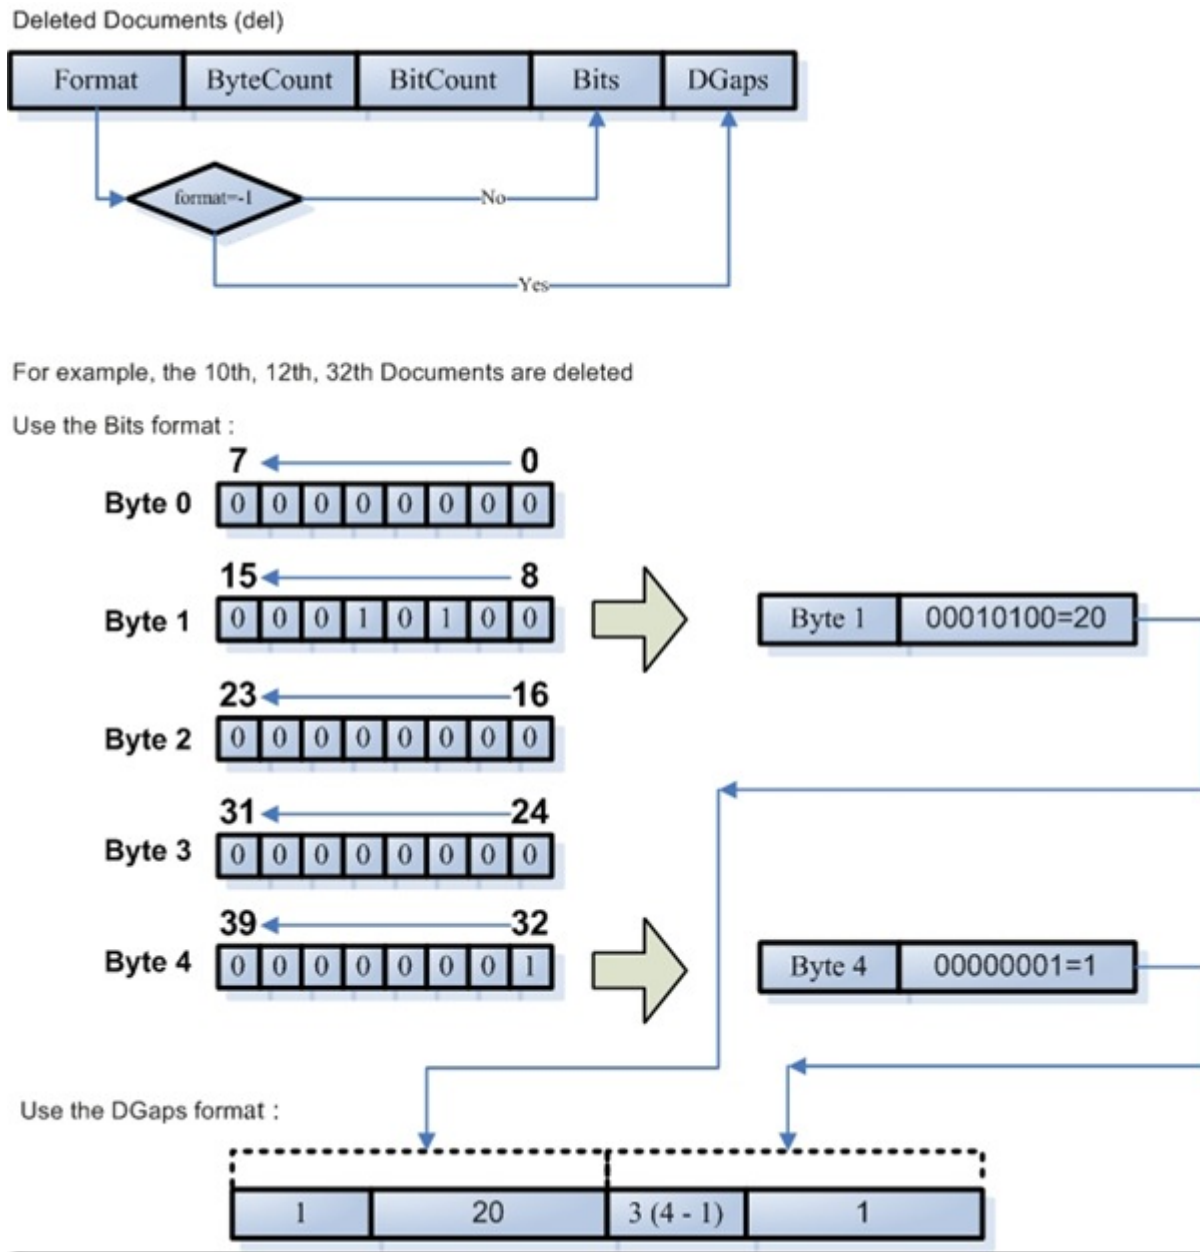 Deleted Documents (del)
Format ByteCount BitCount Bits DGaps
format=-1
No
Yes
For example, the 10th, 12th, 32th Documents are deleted
Use the Bits format :
7 0
Byte 0 0 0 0 0 0 0 0 0
15 8
Byte 1 0 0 0 1 0 1 0 0 Byte 1 00010100=20
23 16
Byte 2 0 0 0 0 0 0 0 0
31 24
Byte 3 0 0 0 0 0 0 0 0
39 32
Byte 4 0 0 0 0 0 0 0 1 Byte 4 00000001=1
Use the DGaps format :
1 20 3 (4 - 1) 1